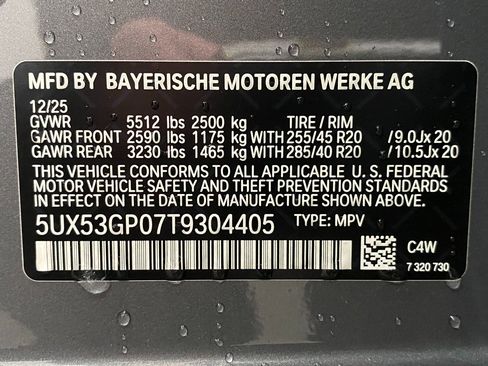 MFD BY BAYERISCHE MOTOREN WERKE AG
12/25
GVWR 5512 lbs 2500 kg TIRE / RIM
GAWR FRONT 2590 lbs 1175 kg WITH 255/45 R20 /9.0Jx 20
GAWR REAR 3230 lbs 1465 kg WITH 285/40 R20 /10.5Jx 20
THIS VEHICLE CONFORMS TO ALL APPLICABLE U. S. FEDERAL
MOTOR VEHICLE SAFETY AND THEFT PREVENTION STANDARDS
IN EFFECT ON THE DATE OF MANUFACTURE SHOWN ABOVE.
5UX53GP07T9304405 TYPE: MPV
C4W
7 320 730